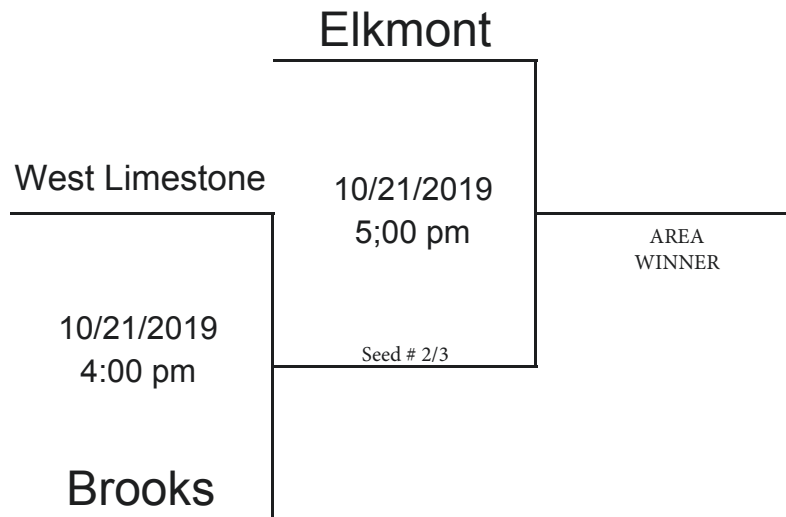 Elkmont
West Limestone
10/21/2019
5;00 pm
AREA
WINNER
10/21/2019
4:00 pm
Seed # 2/3
Brooks